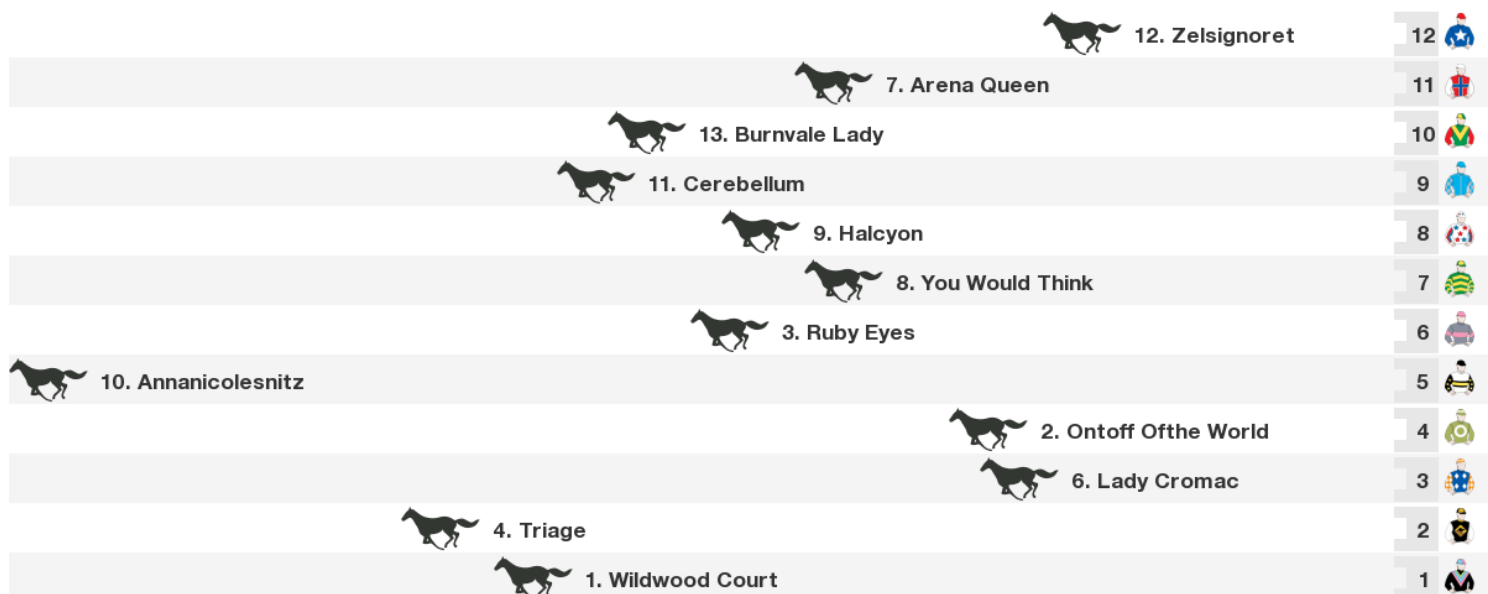 12. Zelsignoret 12
7. Arena Queen 11
13. Burnvale Lady 10
11. Cerebellum 9
9. Halcyon 8
8. You Would Think 7
3. Ruby Eyes 6
10. Annanicolesnitz 5
2. Ontoff Ofthe World 4
6. Lady Cromac 3
4. Triage 2
1. Wildwood Court 1